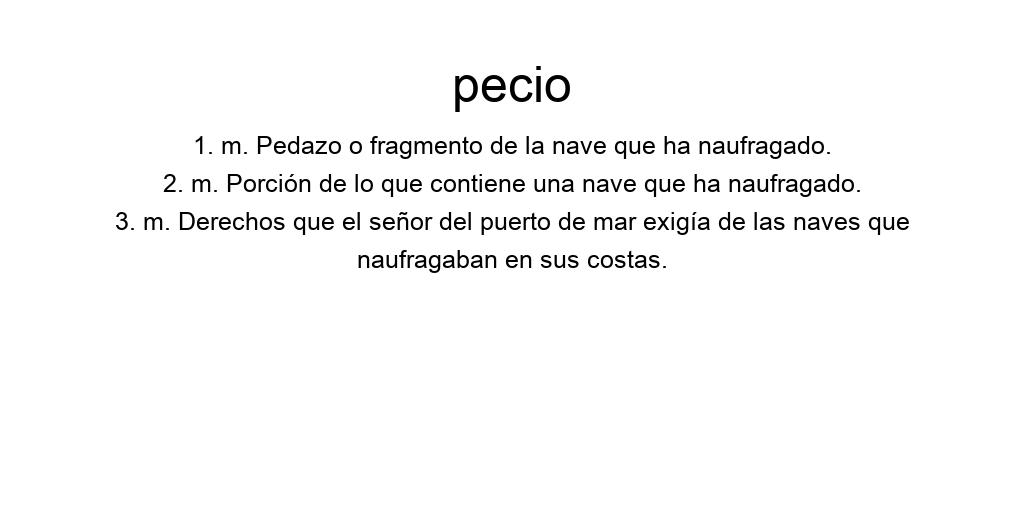 pecio
1. m. Pedazo o fragmento de la nave que ha naufragado.
2. m. Porción de lo que contiene una nave que ha naufragado.
3. m. Derechos que el señor del puerto de mar exigía de las naves que
naufragaban en sus costas.